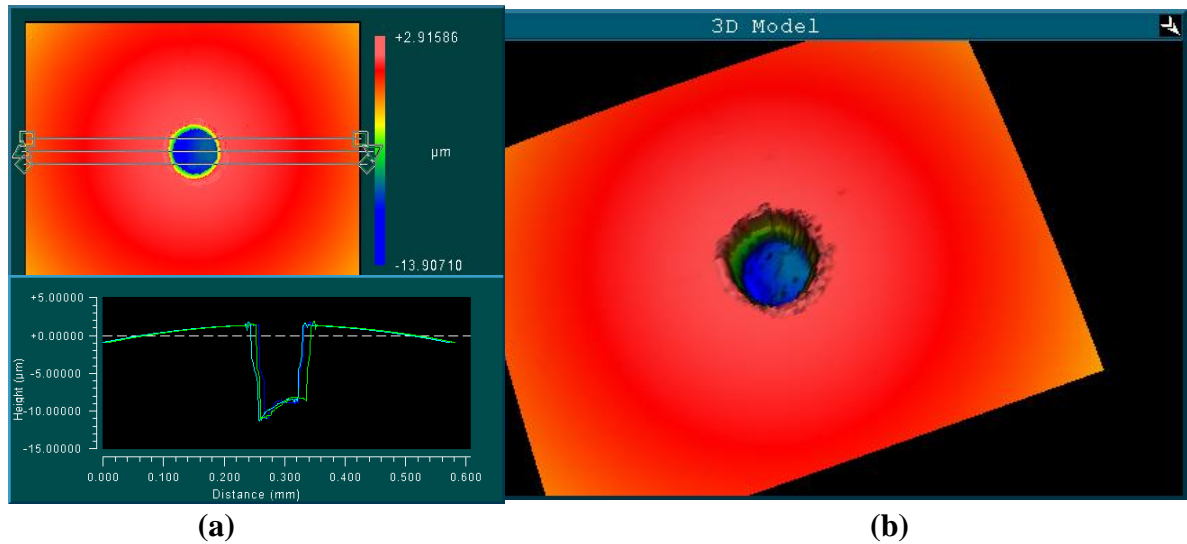 +2.91586
µm
-13.90710
3D Model
+5.00000
+0.00000
-5.00000
-10.00000
-15.00000
Height (µm)
0.000 0.100 0.200 0.300 0.400 0.500 0.600
Distance (mm)
(a)
(b)